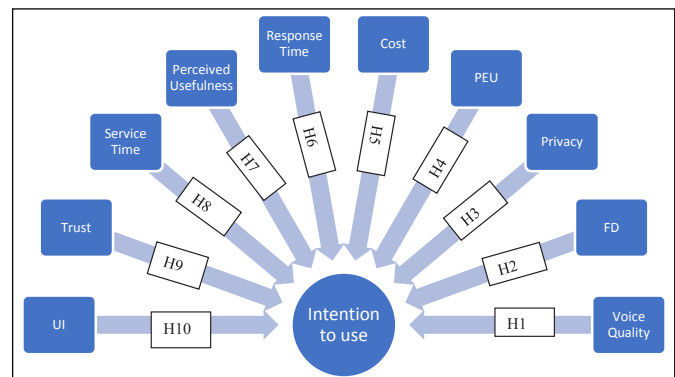 Response
Time
Cost
Perceived
Usefulness
PEU
Service
Time
Privacy
H6
H5
H7
H4
H8
H3
Trust
FD
H9
H2
UI
H10
Intention
to use
H1
Voice
Quality